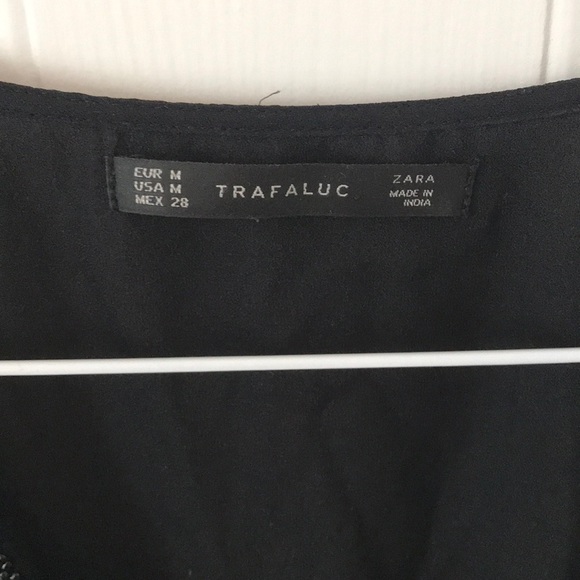 EUR M
USA M
MEX 28
TRAFALUC
ZARA
MADE IN
INDIA